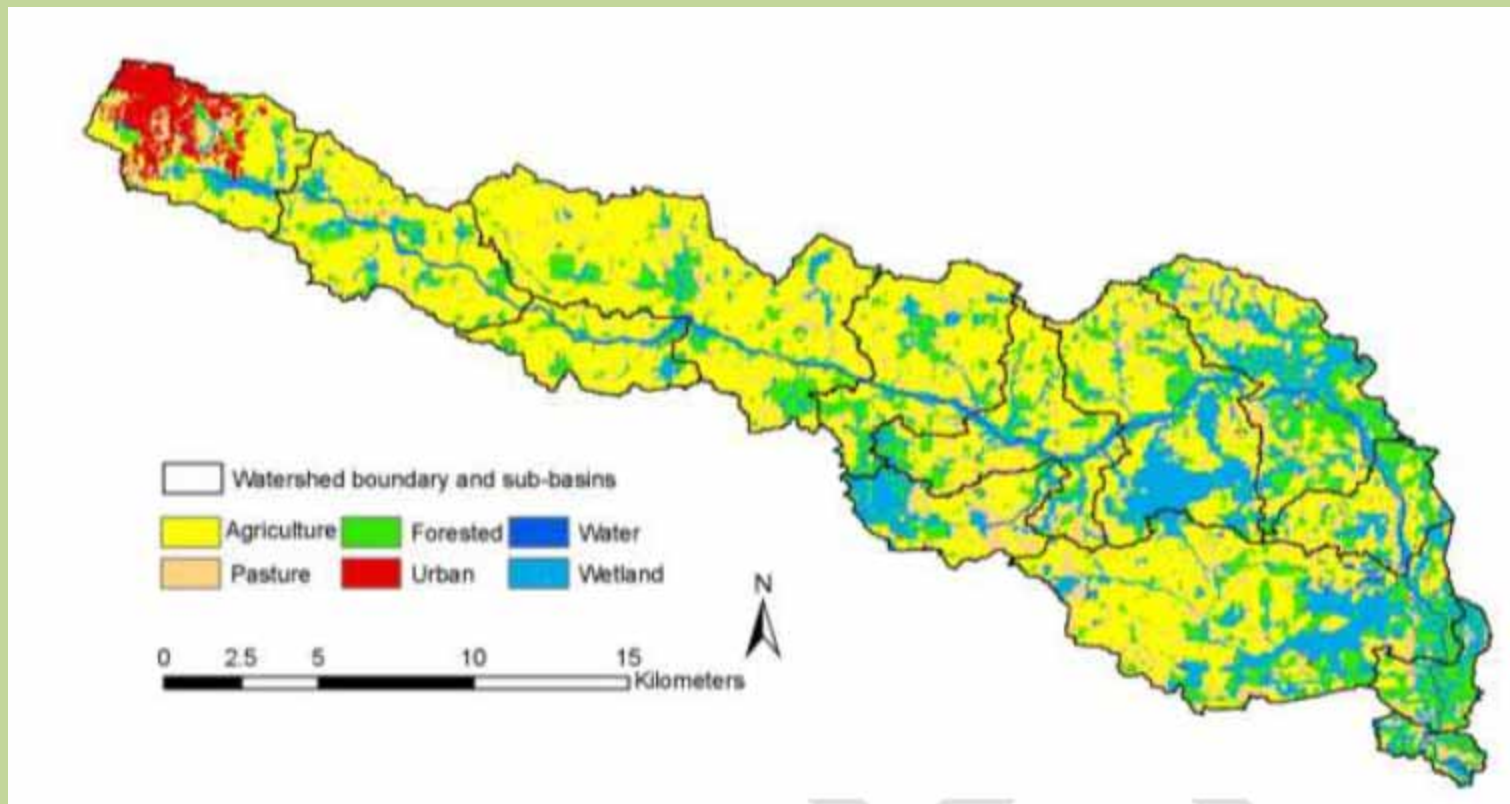 Watershed boundary and sub-basins
Agriculture Forested Water
Pasture Urban Wetland
N
0 2.5 5 10 15
Kilometers